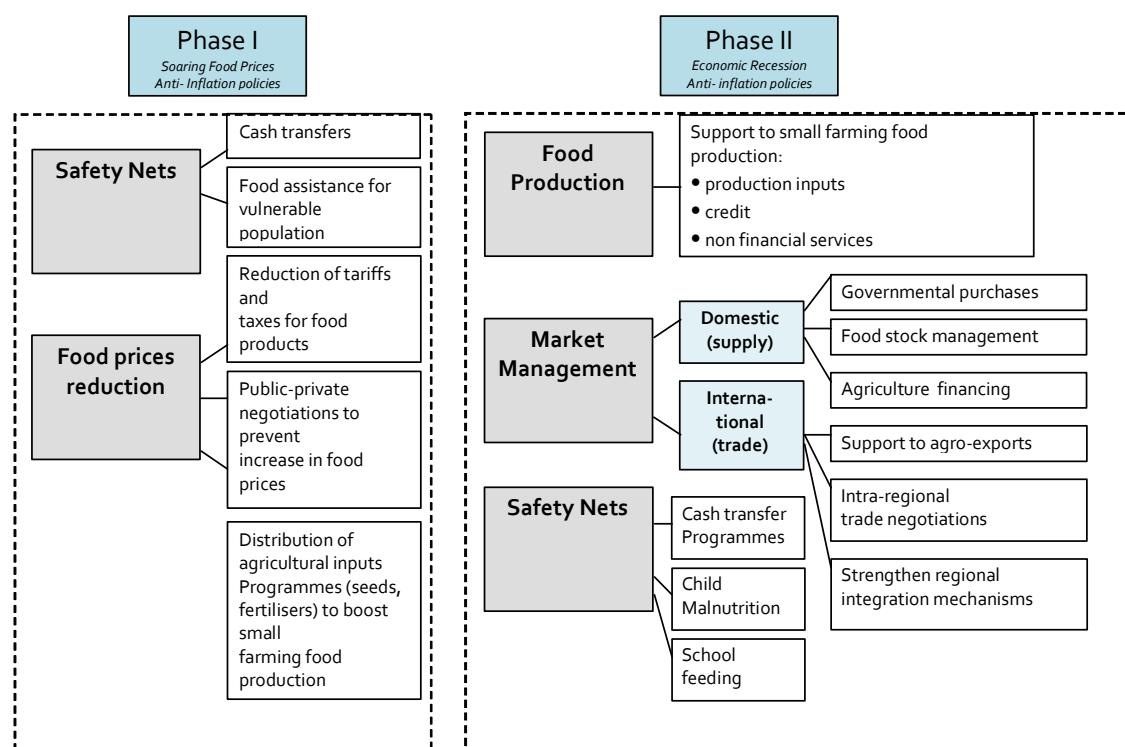 Phase I
Soaring Food Prices
Anti- Inflation policies
Safety Nets
Cash transfers
Food assistance for
vulnerable
population
Food prices
reduction
Reduction of tariffs
and
taxes for food
products
Public-private
negotiations to
prevent
increase in food
prices
Distribution of
agricultural inputs
Programmes (seeds,
fertilisers) to boost
small
farming food
production
Phase II
Economic Recession
Anti- inflation policies
Food
Production
Support to small farming food
production:
• production inputs
• credit
• non financial services
Market
Management
Domestic
(supply)
Governmental purchases
Food stock management
Agriculture financing
Interna-
tional
(trade)
Support to agro-exports
Intra-regional
trade negotiations
Strengthen regional
integration mechanisms
Safety Nets
Cash transfer
Programmes
Child
Malnutrition
School
feeding